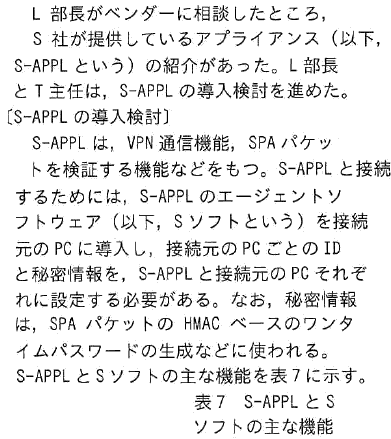 L 部長がベンダーに相談したところ,
S 社が提供しているアプライアンス（以下,
S-APPL という）の紹介があった。L 部長
と T 主任は, S-APPL の導入検討を進めた。
〔S-APPL の導入検討〕
S-APPL は, VPN 通信機能, SPA パケッ
トを検証する機能などをもつ。S-APPL と接続
するためには, S-APPL のエージェントソ
フトウェア（以下, S ソフトという）を接続
元の PC に導入し, 接続元の PC ごとの ID
と秘密情報を, S-APPL と接続元の PC それぞ
れに設定する必要がある。なお, 秘密情報
は, SPA パケットの HMAC ベースのワンタ
イムパスワードの生成などに使われる。
S-APPL と S ソフトの主な機能を表 7 に示す。
表 7 S-APPL と S
ソフトの主な機能